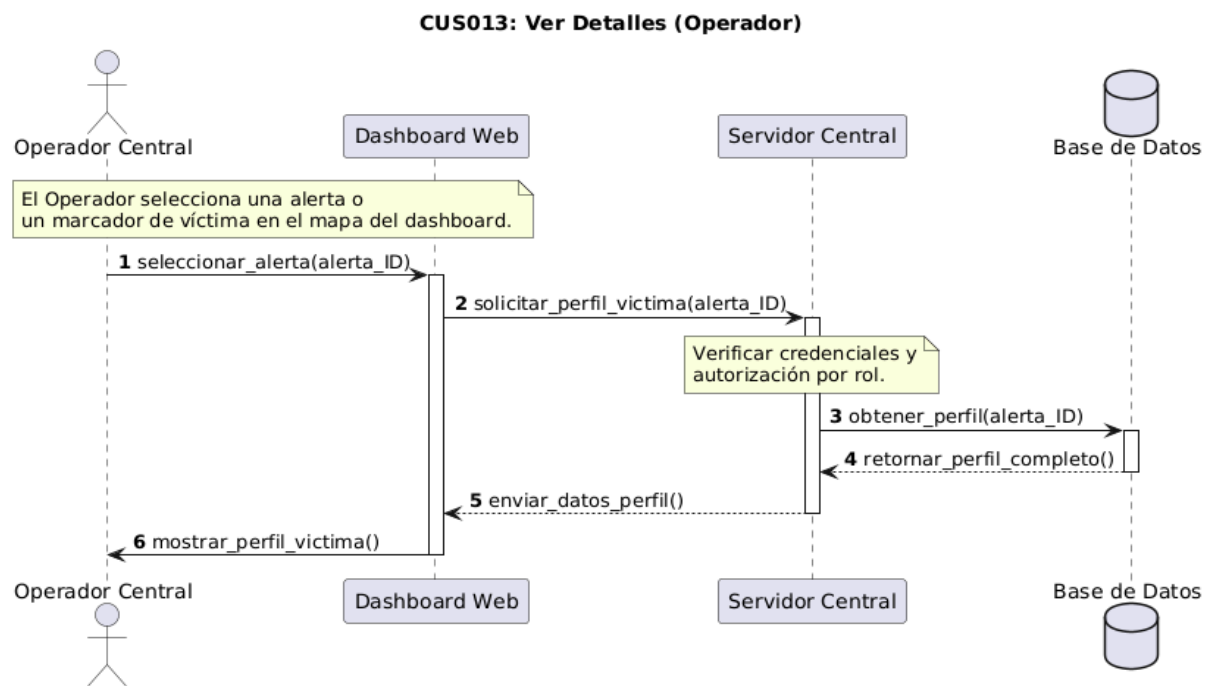 CUS013: Ver Detalles (Operador)
Operador Central
Dashboard Web
Servidor Central
Base de Datos
El Operador selecciona una alerta o
un marcador de víctima en el mapa del dashboard.
1 seleccionar_alerta(alerta_ID)
2 solicitar_perfil_victima(alerta_ID)
Verificar credenciales y
autorización por rol.
3 obtener_perfil(alerta_ID)
4 retornar_perfil_completo()
5 enviar_datos_perfil()
6 mostrar_perfil_victima()
Operador Central
Dashboard Web
Servidor Central
Base de Datos